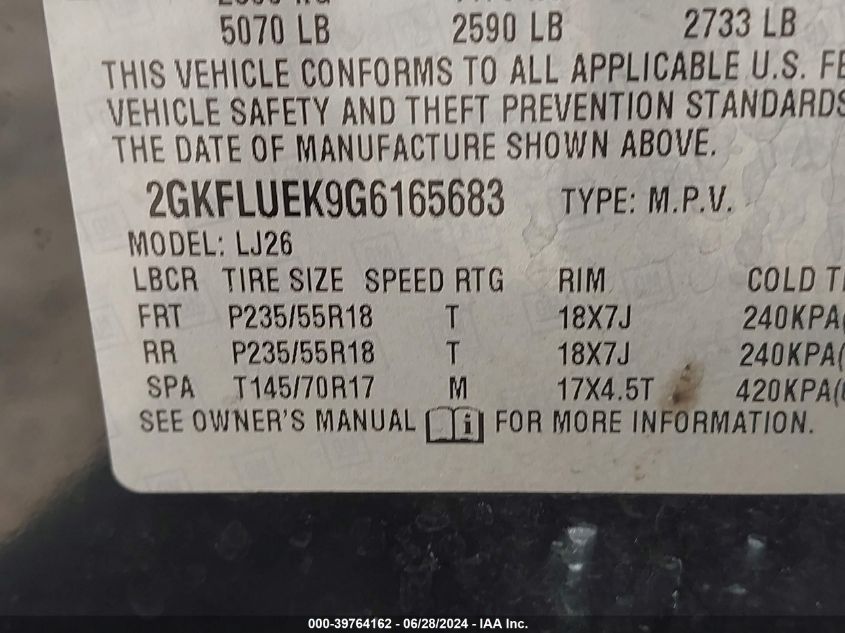 5070 LB 2590 LB 2733 LB
THIS VEHICLE CONFORMS TO ALL APPLICABLE U.S. FE
VEHICLE SAFETY AND THEFT PREVENTION STANDARDS
THE DATE OF MANUFACTURE SHOWN ABOVE.
2GKFLUEK9G6165683 TYPE: M.P.V.
MODEL: LJ26
LBCR TIRE SIZE SPEED RTG RIM COLD TI
FRT P235/55R18 T 18X7J 240KPA(
RR P235/55R18 T 18X7J 240KPA(
SPA T145/70R17 M 17X4.5T 420KPA(
SEE OWNER'S MANUAL i FOR MORE INFORMATION.
000-39764162 - 06/28/2024 - IAA Inc.